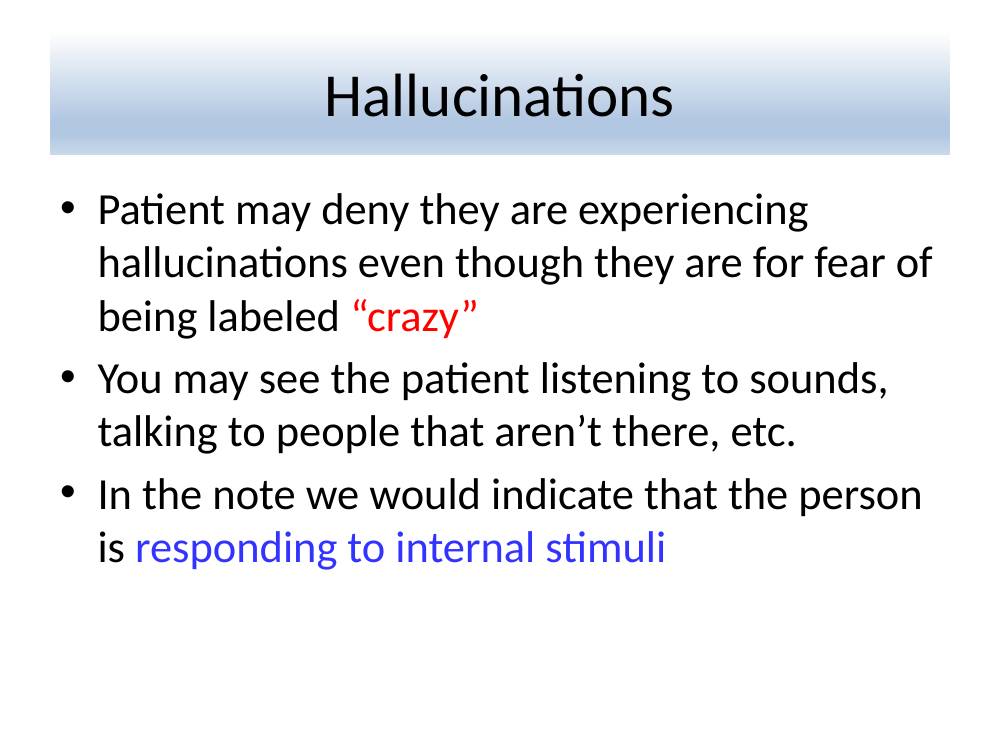 Hallucinations
• Patient may deny they are experiencing
hallucinations even though they are for fear of
being labeled “crazy”
• You may see the patient listening to sounds,
talking to people that aren’t there, etc.
• In the note we would indicate that the person
is responding to internal stimuli